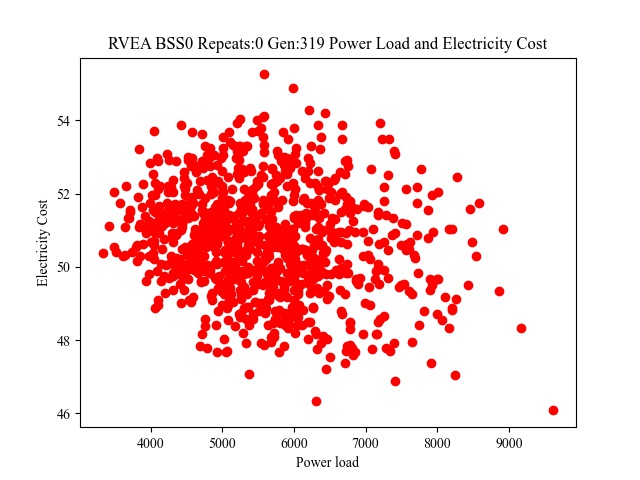 RVEA BSS0 Repeats:0 Gen:319 Power Load and Electricity Cost
54
52
50
48
46
Electricity Cost
4000 5000 6000 7000 8000 9000
Power load